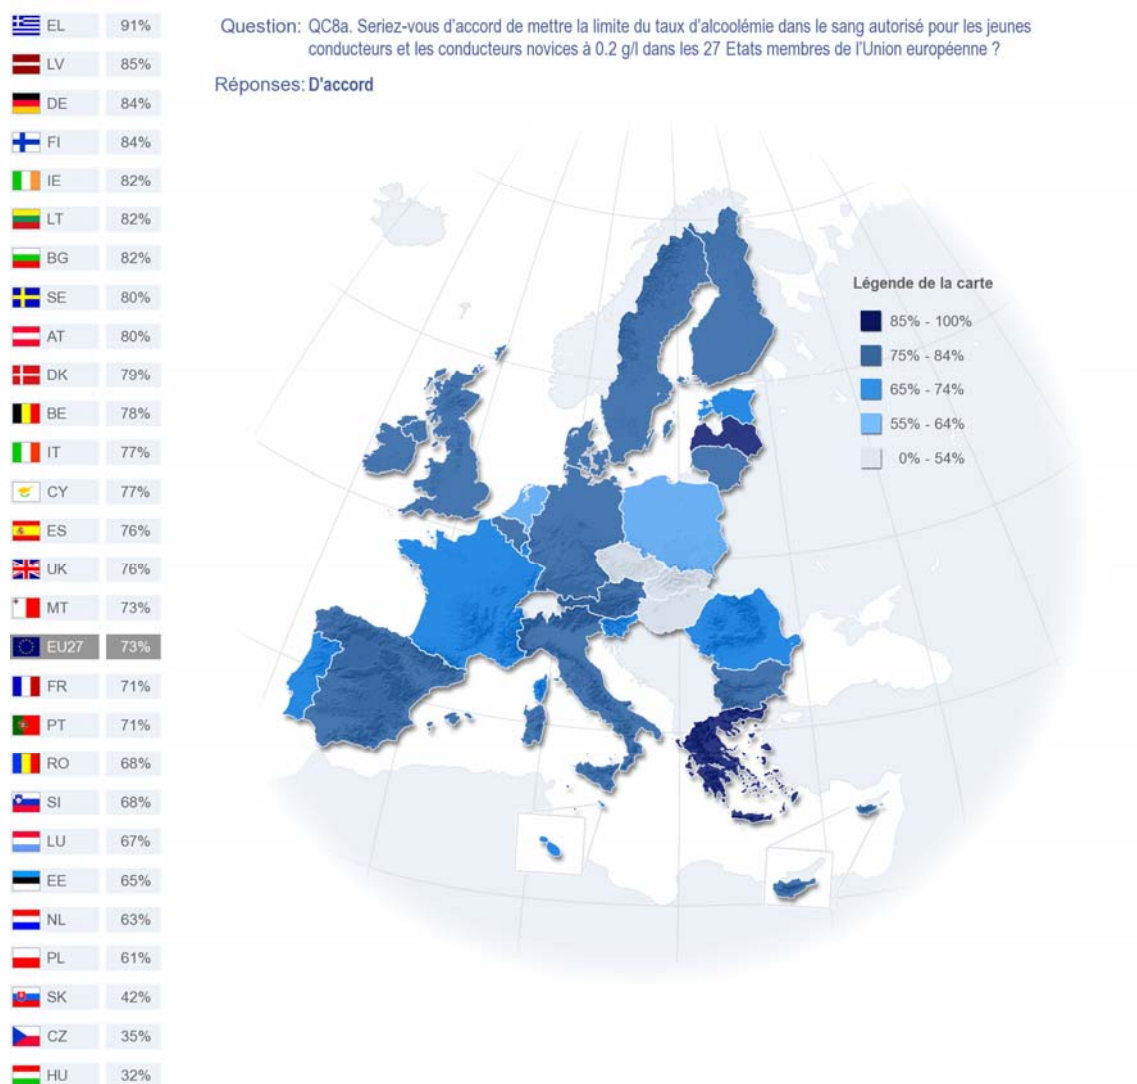 EL 91%
LV 85%
DE 84%
FI 84%
IE 82%
LT 82%
BG 82%
SE 80%
AT 80%
DK 79%
BE 78%
IT 77%
CY 77%
ES 76%
UK 76%
MT 73%
EU27 73%
FR 71%
PT 71%
RO 68%
SI 68%
LU 67%
EE 65%
NL 63%
PL 61%
SK 42%
CZ 35%
HU 32%
Question: QC8a. Seriez-vous d'accord de mettre la limite du taux d'alcoolémie dans le sang autorisé pour les jeunes
conducteurs et les conducteurs novices à 0.2 g/l dans les 27 Etats membres de l'Union européenne ?
Réponses: D'accord
Légende de la carte
85% - 100%
75% - 84%
65% - 74%
55% - 64%
0% - 54%